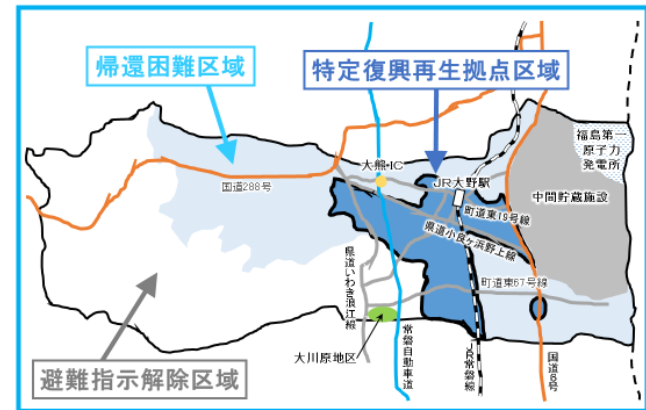 帰還困難区域
特定復興再生拠点区域
福島第一
原子力
発電所
大熊IC
JR大野駅
国道288号
中間貯蔵施設
町道東19号線
県道小良ヶ浜野上線
県道いわき浪江線
町道東67号線
大川原地区
常磐自動車道
JR常磐線
国道6号
避難指示解除区域